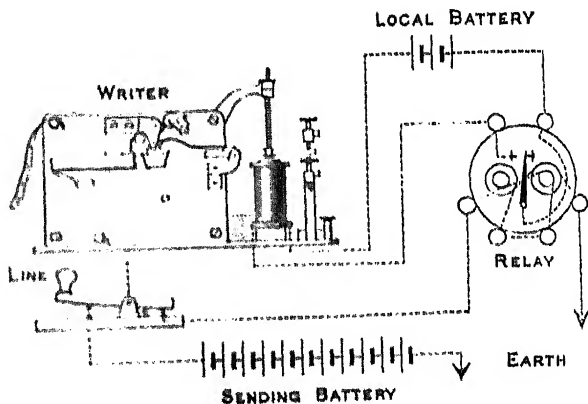 LOCAL BATTERY
WRITER
RELAY
LINE
EARTH
SENDING BATTERY